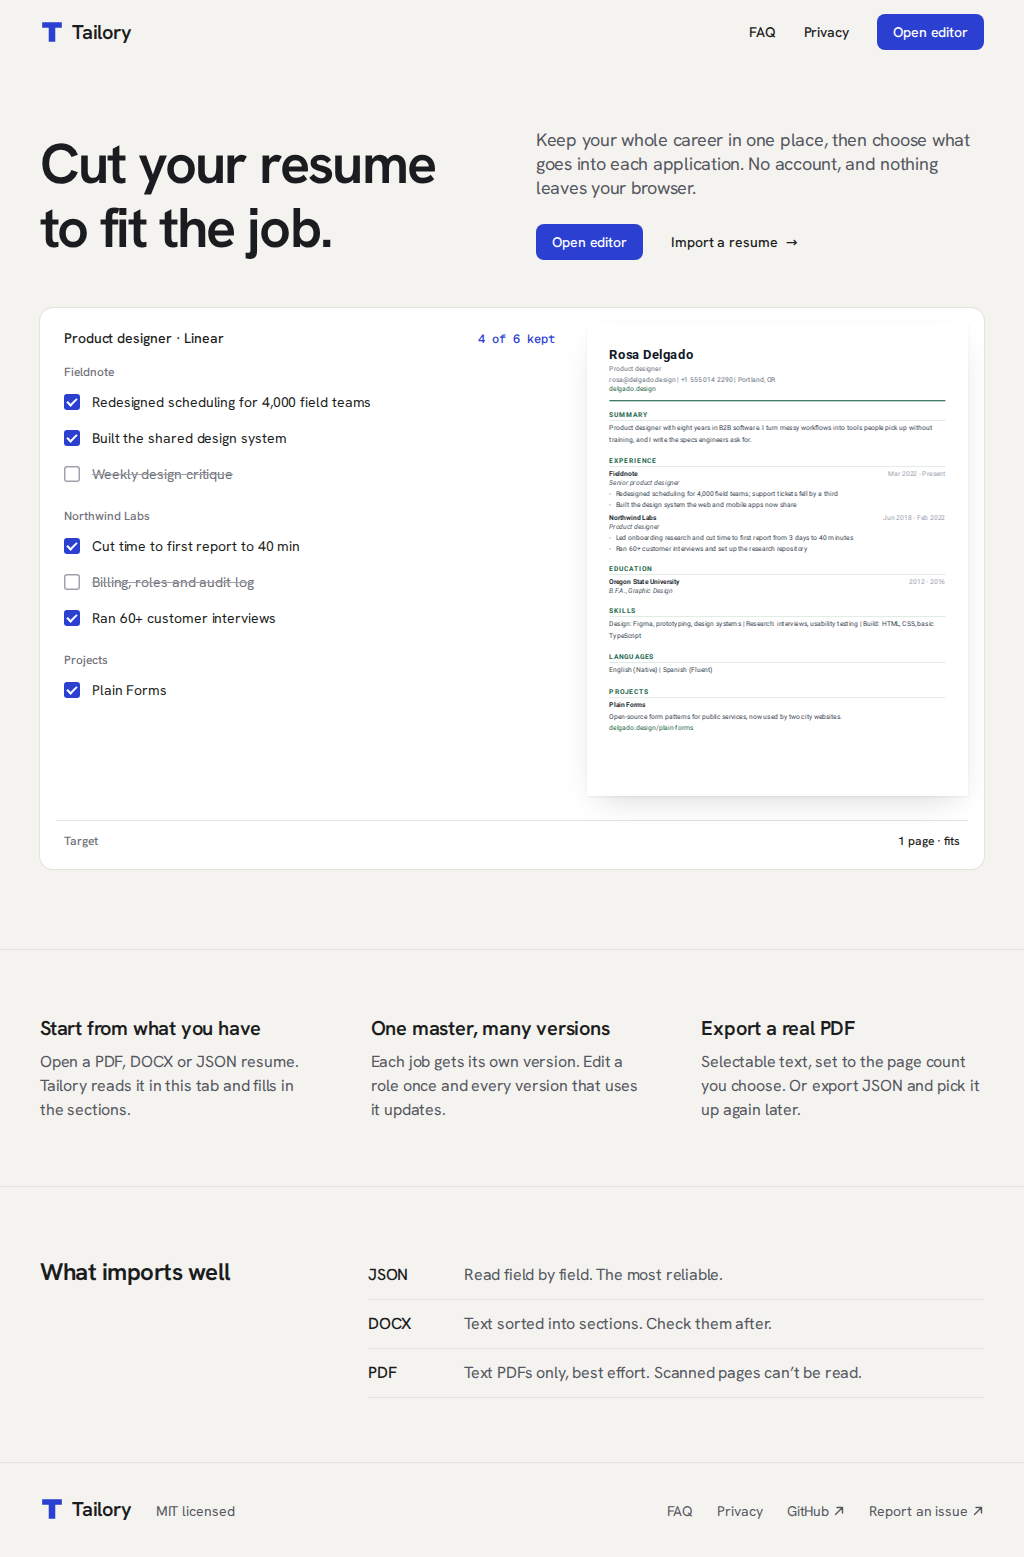 Tailory
FAQ
Privacy
Open editor
Cut your resume
to fit the job.
Keep your whole career in one place, then choose what
goes into each application. No account, and nothing
leaves your browser.
Open editor
Import a resume →
Product designer · Linear
4 of 6 kept
Fieldnote
Redesigned scheduling for 4,000 field teams
Built the shared design system
Weekly design critique
Northwind Labs
Cut time to first report to 40 min
Billing, roles and audit log
Ran 60+ customer interviews
Projects
Plain Forms
Rosa Delgado
Product designer
rosa@delgado.design | +1 555 014 2290 | Portland, OR
delgado.design
SUMMARY
Product designer with eight years in B2B software. I turn messy workflows into tools people pick up without
training, and I write the specs engineers ask for.
EXPERIENCE
Fieldnote
Mar 2022 - Present
Senior product designer
- Redesigned scheduling for 4,000 field teams; support tickets fell by a third
- Built the design system the web and mobile apps now share
Northwind Labs
Jun 2018 - Feb 2022
Product designer
- Led onboarding research and cut time to first report from 3 days to 40 minutes
- Ran 60+ customer interviews and set up the research repository
EDUCATION
Oregon State University
2012 - 2016
B.F.A., Graphic Design
SKILLS
Design: Figma, prototyping, design systems | Research: interviews, usability testing | Build: HTML, CSS, basic
TypeScript
LANGUAGES
English (Native) | Spanish (Fluent)
PROJECTS
Plain Forms
Open-source form patterns for public services, now used by two city websites.
delgado.design/plain-forms
Target
1 page · fits
Start from what you have
Open a PDF, DOCX or JSON resume.
Tailory reads it in this tab and fills in
the sections.
One master, many versions
Each job gets its own version. Edit a
role once and every version that uses
it updates.
Export a real PDF
Selectable text, set to the page count
you choose. Or export JSON and pick it
up again later.
What imports well
JSON
Read field by field. The most reliable.
DOCX
Text sorted into sections. Check them after.
PDF
Text PDFs only, best effort. Scanned pages can’t be read.
Tailory
MIT licensed
FAQ
Privacy
GitHub ↗
Report an issue ↗